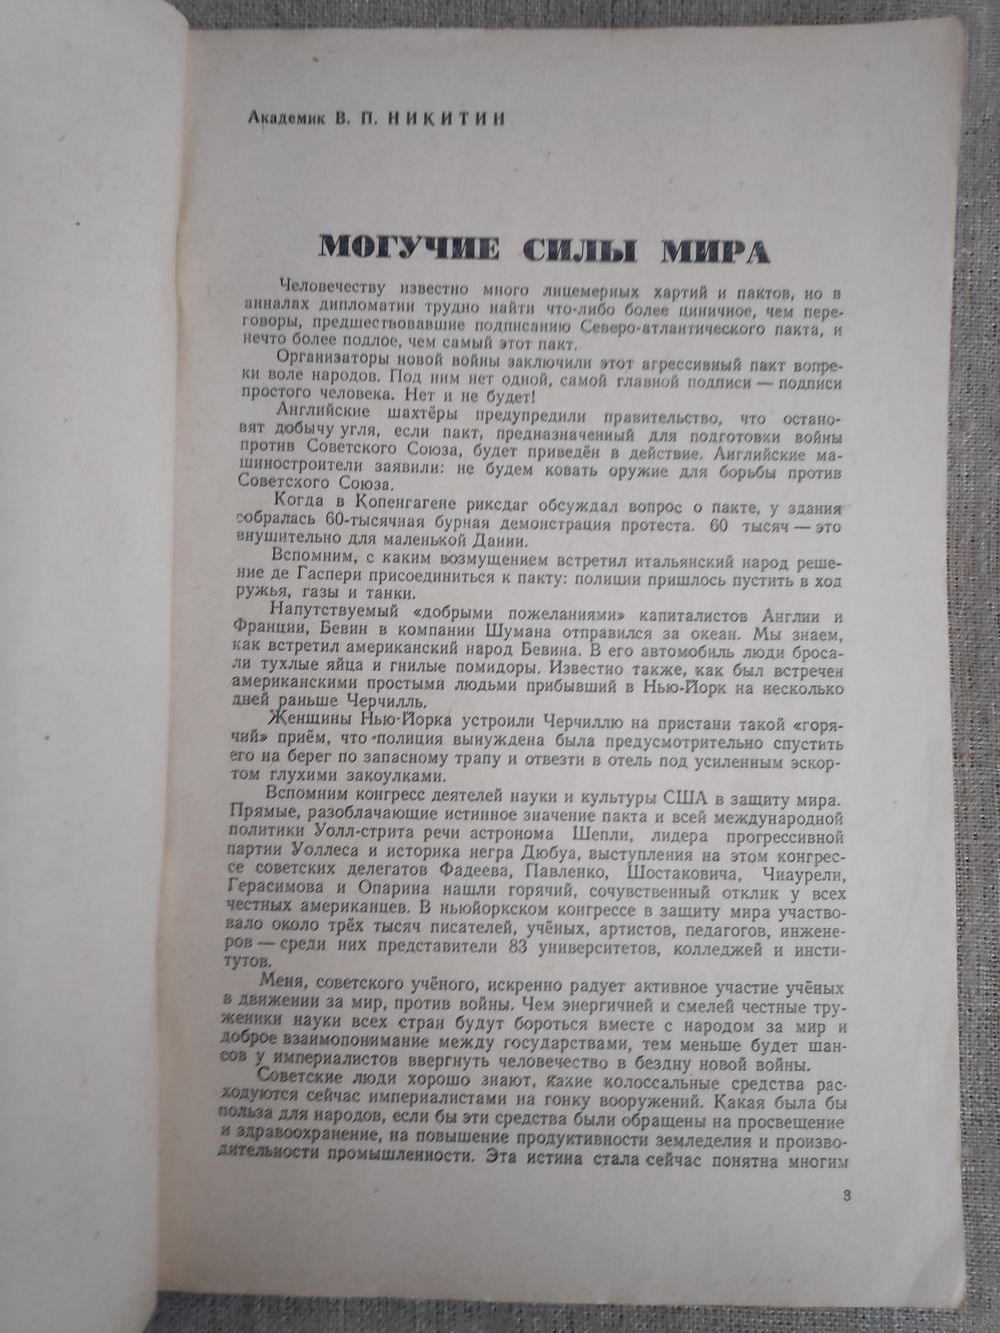 Академик В. П. НИКИТИН
МОГУЧИЕ СИЛЫ МИРА
Человечеству известно много лицемерных хартий и пактов, но в
анналах дипломатии трудно найти что-либо более циничное, чем пере-
говоры, предшествовавшие подписанию Северо-атлантического пакта, и
нечто более подлое, чем самый этот пакт.
Организаторы новой войны заключили этот агрессивный пакт вопре-
ки воле народов. Под ним нет одной, самой главной подписи — подписи
простого человека. Нет и не будет!
Английские шахтёры предупредили правительство, что остано-
вят добычу угля, если пакт, предназначенный для подготовки войны
против Советского Союза, будет приведён в действие. Английские ма-
шиностроители заявили: не будем ковать оружие для борьбы против
Советского Союза.
Когда в Копенгагене риксдаг обсуждал вопрос о пакте, у здания
собралась 60-тысячная бурная демонстрация протеста. 60 тысяч — это
внушительно для маленькой Дании.
Вспомним, с каким возмущением встретил итальянский народ реше-
ние де Гаспери присоединиться к пакту: полиции пришлось пустить в ход
ружья, газы и танки.
Напутствуемый «добрыми пожеланиями» капиталистов Англии и
Франции, Бевин в компании Шумана отправился за океан. Мы знаем,
как встретил американский народ Бевина. В его автомобиль люди броса-
ли тухлые яйца и гнилые помидоры. Известно также, как был встречен
американскими простыми людьми прибывший в Нью-Йорк на несколько
дней раньше Черчилль.
Женщины Нью-Йорка устроили Черчиллю на пристани такой «горя-
чий» приём, что полиция вынуждена была предусмотрительно спустить
его на берег по запасному трапу и отвезти в отель под усиленным эскор-
том глухими закоулками.
Вспомним конгресс деятелей науки и культуры США в защиту мира.
Прямые, разоблачающие истинное значение пакта и всей международной
политики Уолл-стрита речи астронома Шепли, лидера прогрессивной
партии Уоллеса и историка негра Дюбуа, выступления на этом конгрес-
се советских делегатов Фадеева, Павленко, Шостаковича, Чиаурели,
Герасимова и Опарина нашли горячий, сочувственный отклик у всех
честных американцев. В ньюйоркском конгрессе в защиту мира участво-
вало около трёх тысяч писателей, учёных, артистов, педагогов, инжене-
ров — среди них представители 83 университетов, колледжей и инсти-
тутов.
Меня, советского учёного, искренно радует активное участие учёных
в движении за мир, против войны. Чем энергичней и смелей честные тру-
женики науки всех стран будут бороться вместе с народом за мир и
доброе взаимопонимание между государствами, тем меньше будет шан-
сов у империалистов ввергнуть человечество в бездну новой войны.
Советские люди хорошо знают, какие колоссальные средства рас-
ходуются сейчас империалистами на гонку вооружений. Какая была бы
польза для народов, если бы эти средства были обращены на просвещение
и здравоохранение, на повышение продуктивности земледелия и произво-
дительности промышленности. Эта истина стала сейчас понятна многим
3